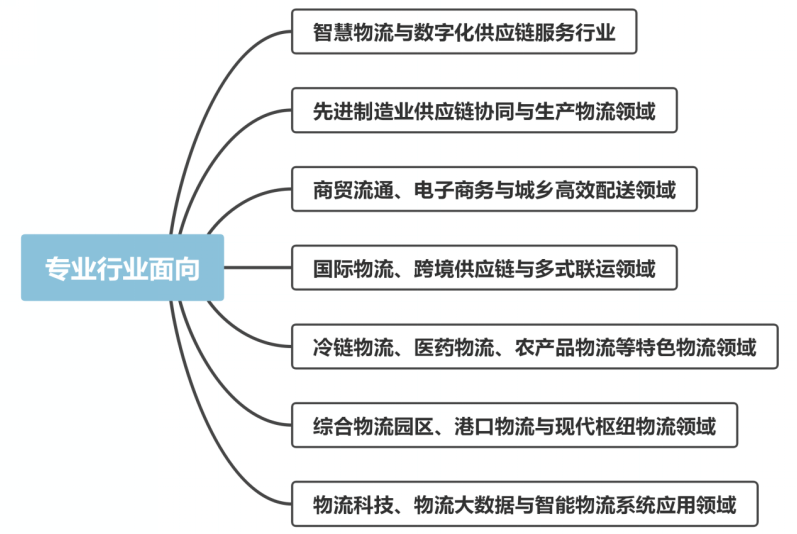 智慧物流与数字化供应链服务行业
先进制造业供应链协同与生产物流领域
商贸流通、电子商务与城乡高效配送领域
专业行业面向
国际物流、跨境供应链与多式联运领域
冷链物流、医药物流、农产品物流等特色物流领域
综合物流园区、港口物流与现代枢纽物流领域
物流科技、物流大数据与智能物流系统应用领域